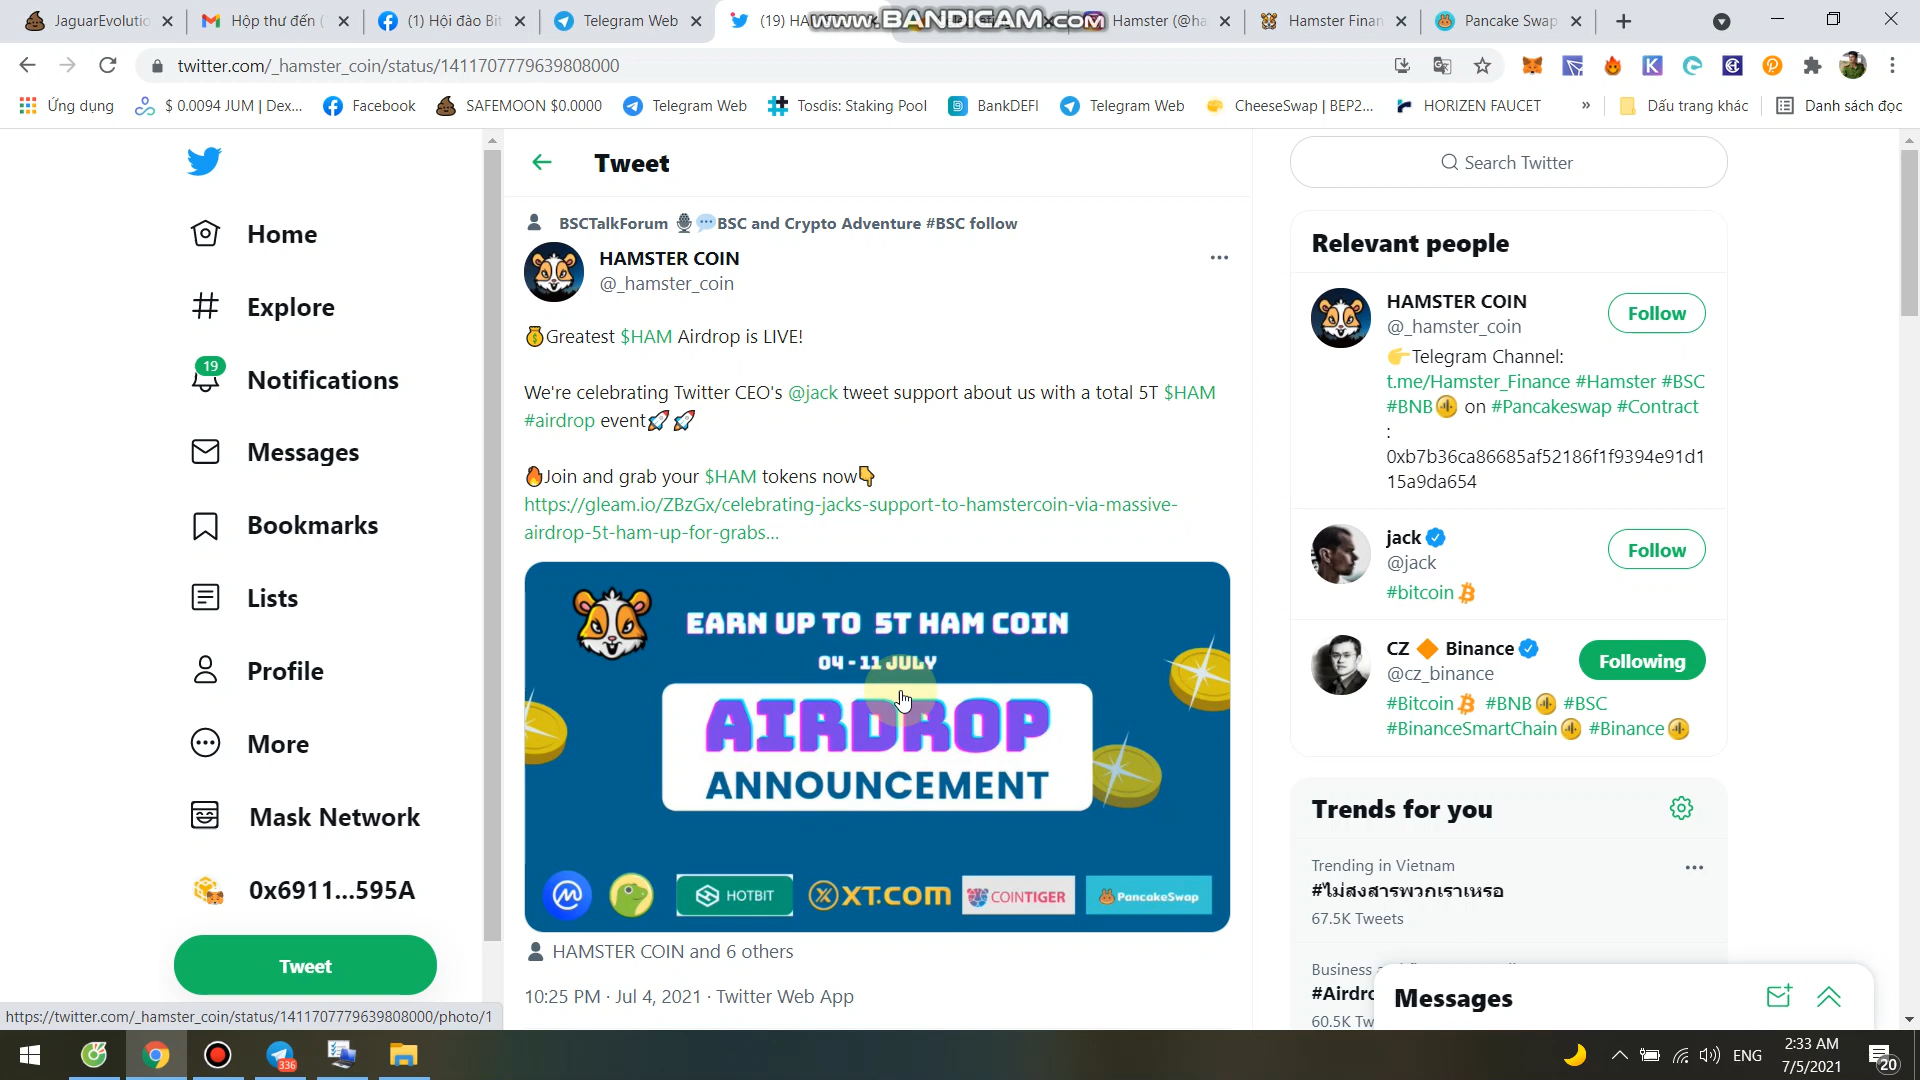 JaguarEvolutio
Hộp thư đến (
(1) Hội đào Bit
Telegram Web
(19) HA
www.BANDICAM.com
Hamster (@ha
Hamster Finan
Pancake Swap
twitter.com/_hamster_coin/status/1411707779639808000
Ứng dụng
$ 0.0094 JUM | Dex...
Facebook
SAFEMOON $0.0000
Telegram Web
Tosdis: Staking Pool
BankDEFI
Telegram Web
CheeseSwap | BEP2...
HORIZEN FAUCET
»
Dấu trang khác
Danh sách đọc
Home
Explore
19
Notifications
Messages
Bookmarks
Lists
Profile
More
Mask Network
0x6911...595A
Tweet
https://twitter.com/_hamster_coin/status/1411707779639808000/photo/1
Tweet
BSCTalkForum 🎙️💬BSC and Crypto Adventure #BSC follow
HAMSTER COIN
@_hamster_coin
💰Greatest $HAM Airdrop is LIVE!
We're celebrating Twitter CEO's @jack tweet support about us with a total 5T $HAM
#airdrop event🚀🚀
🔥Join and grab your $HAM tokens now👇
https://gleam.io/ZBzGx/celebrating-jacks-support-to-hamstercoin-via-massive-
airdrop-5t-ham-up-for-grabs...
EARN UP TO 5T HAM COIN
04 - 11 JULY
AIRDROP
ANNOUNCEMENT
HOTBIT
XT.COM
COINTIGER
PancakeSwap
HAMSTER COIN and 6 others
10:25 PM · Jul 4, 2021 · Twitter Web App
Search Twitter
Relevant people
HAMSTER COIN
@_hamster_coin
Follow
👉Telegram Channel:
t.me/Hamster_Finance #Hamster #BSC
#BNB on #Pancakeswap #Contract
:
0xb7b36ca86685af52186f1f9394e91d1
15a9da654
jack
@jack
Follow
#bitcoin
CZ 🔶 Binance
@cz_binance
Following
#Bitcoin #BNB #BSC
#BinanceSmartChain #Binance
Trends for you
Trending in Vietnam
#ไม่สงสารพวกเราเหรอ
67.5K Tweets
Business
#Airdro
60.5K Tw
Messages
336
ENG
2:33 AM
7/5/2021
20